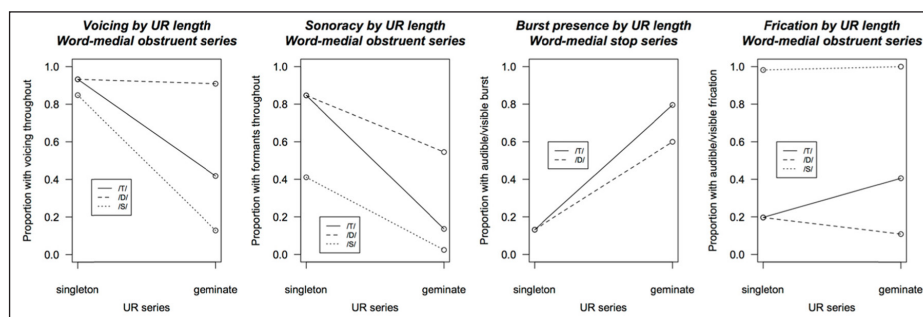 Voicing by UR length
Word-medial obstruent series
Proportion with voicing throughout
1.0
0.8
0.6
0.4
0.2
0.0
/T/
/D/
/S/
singleton geminate
UR series
Sonoracy by UR length
Word-medial obstruent series
Proportion with formants throughout
1.0
0.8
0.6
0.4
0.2
0.0
/T/
/D/
/S/
singleton geminate
UR series
Burst presence by UR length
Word-medial stop series
Proportion with audible/visible burst
1.0
0.8
0.6
0.4
0.2
0.0
/T/
/D/
singleton geminate
UR series
Frication by UR length
Word-medial obstruent series
Proportion with audible/visible frication
1.0
0.8
0.6
0.4
0.2
0.0
/T/
/D/
/S/
singleton geminate
UR series